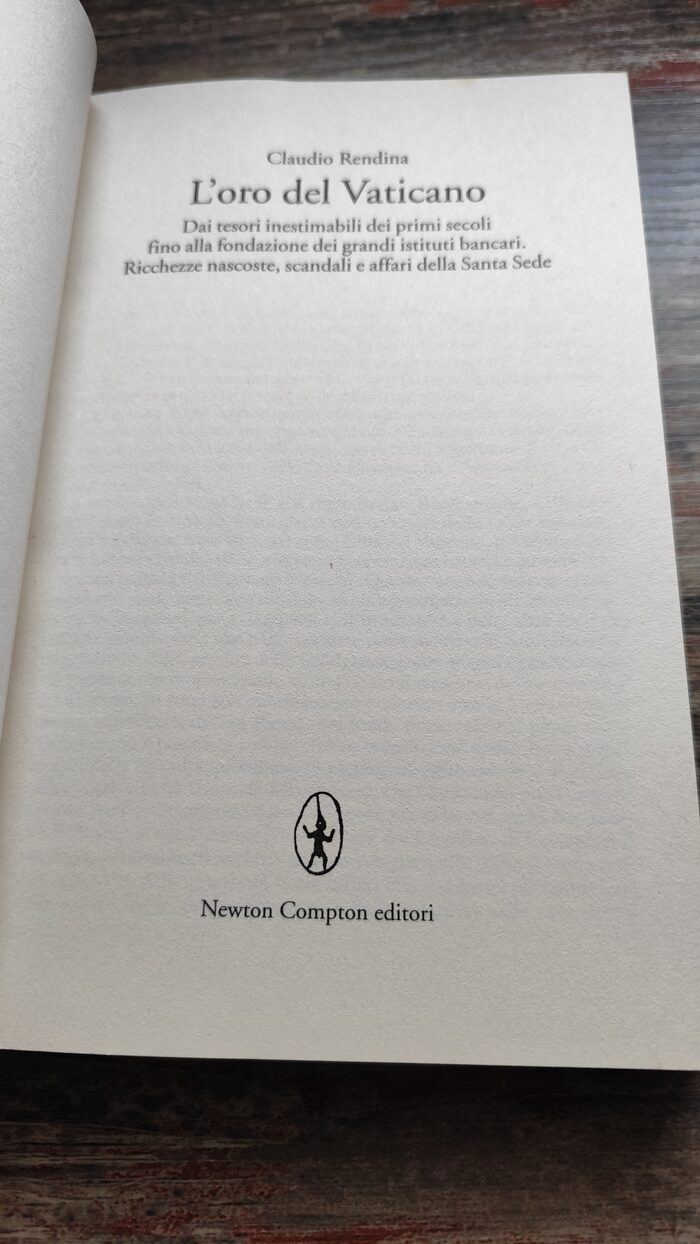 Claudio Rendina
L'oro del Vaticano
Dai tesori inestimabili dei primi secoli
fino alla fondazione dei grandi istituti bancari.
Ricchezze nascoste, scandali e affari della Santa Sede
Newton Compton editori